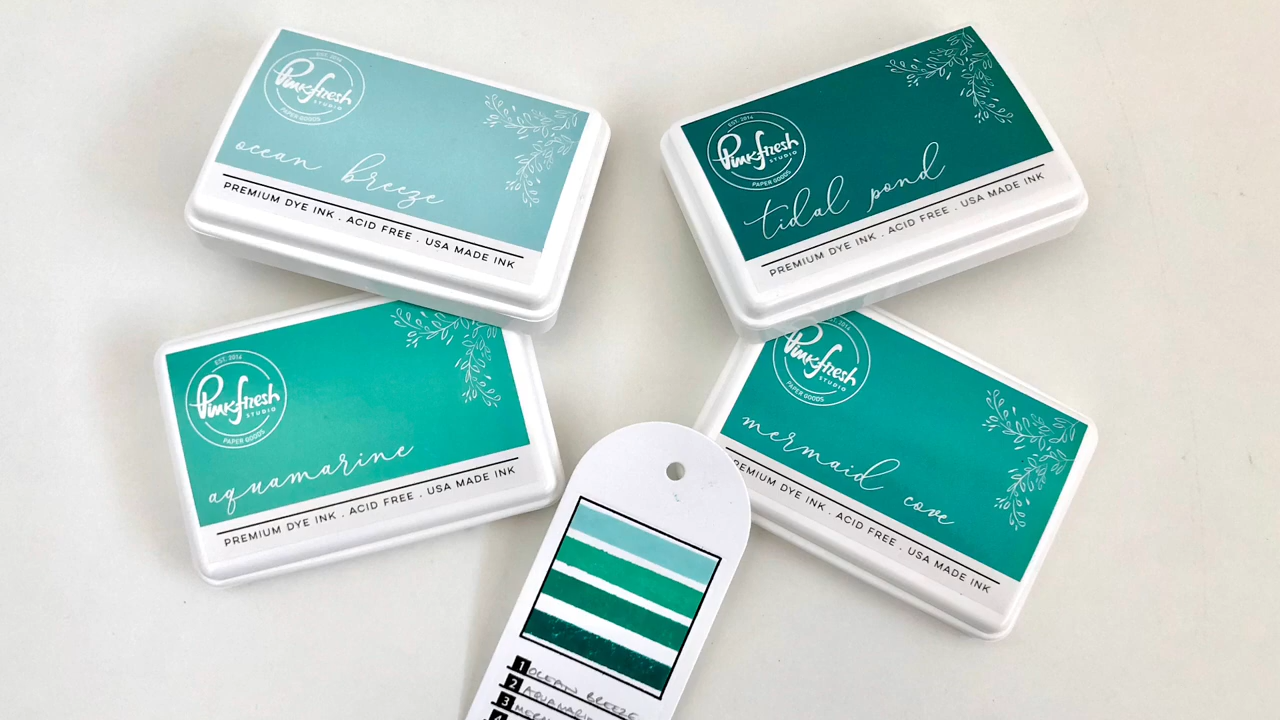 EST. 2014
Pinkfresh
STUDIO
PAPER GOODS
ocean breeze
PREMIUM DYE INK . ACID FREE . USA MADE INK
EST. 2014
Pinkfresh
STUDIO
PAPER GOODS
tidal pond
PREMIUM DYE INK . ACID FREE . USA MADE INK
EST. 2014
Pinkfresh
STUDIO
PAPER GOODS
aquamarine
PREMIUM DYE INK . ACID FREE . USA MADE INK
2014
Pinkfresh
STUDIO
PAPER GOODS
mermaid cove
DYE INK . ACID FREE . USA MADE INK
1 OCEAN BREEZE
2
3
4